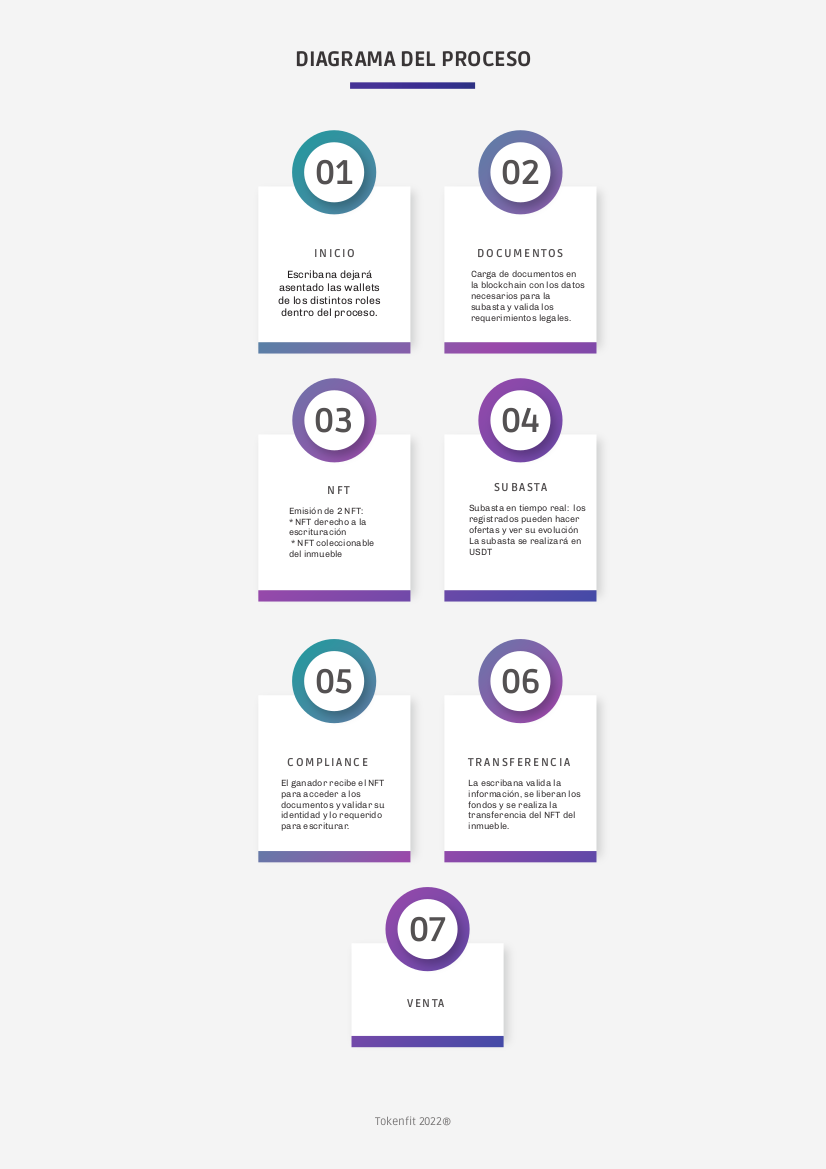 DIAGRAMA DEL PROCESO
01
INICIO
Escribana dejará
asentado las wallets
de los distintos roles
dentro del proceso.
02
DOCUMENTOS
Carga de documentos en
la blockchain con los datos
necesarios para la
subasta y valida los
requerimientos legales.
03
NFT
Emisión de 2 NFT:
* NFT derecho a la
escrituración
* NFT coleccionable
del inmueble
04
SUBASTA
Subasta en tiempo real: los
registrados pueden hacer
ofertas y ver su evolución
La subasta se realizará en
USDT
05
COMPLIANCE
El ganador recibe el NFT
para acceder a los
documentos y validar su
identidad y lo requerido
para escriturar.
06
TRANSFERENCIA
La escribana valida la
información, se liberan los
fondos y se realiza la
transferencia del NFT del
inmueble.
07
VENTA
Tokenfit 2022®